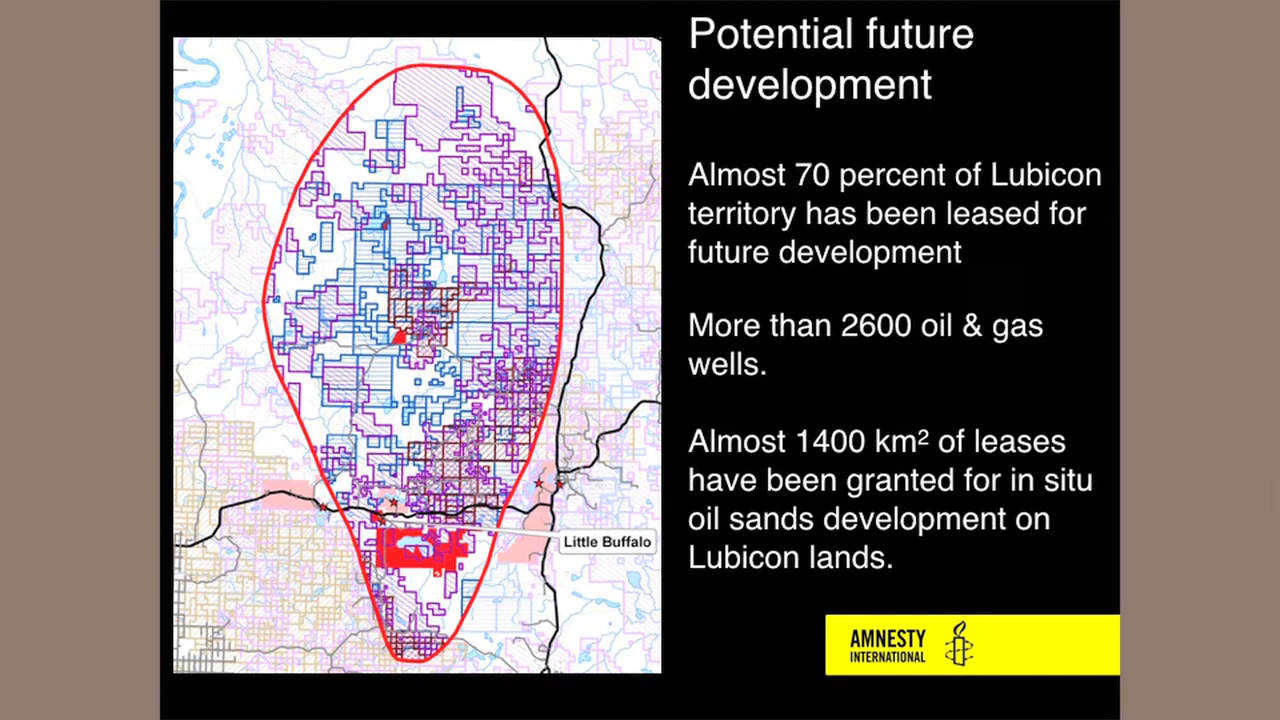 Potential future
development
Almost 70 percent of Lubicon
territory has been leased for
future development
More than 2600 oil & gas
wells.
Almost 1400 km² of leases
have been granted for in situ
oil sands development on
Lubicon lands.
Little Buffalo
AMNESTY
INTERNATIONAL